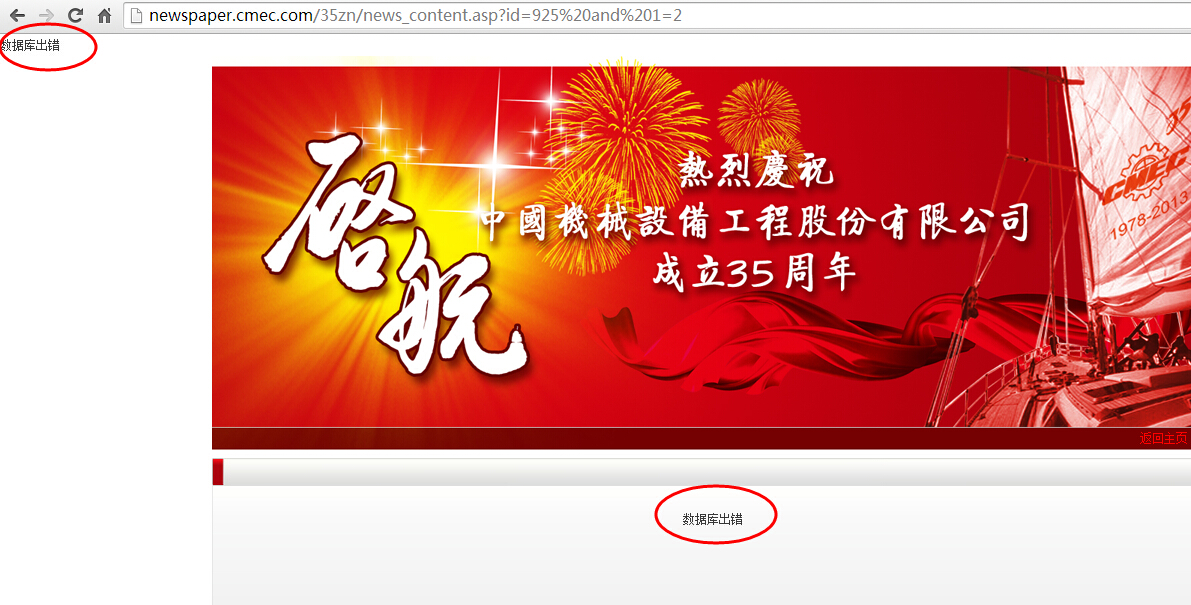 newspaper.cmec.com/35zn/news_content.asp?id=925%20and%201=2
数据库出错
啓航
熱烈慶祝
中國機械設備工程股份有限公司
成立35周年
CMEC
1978-2013
返回主页
数据库出错